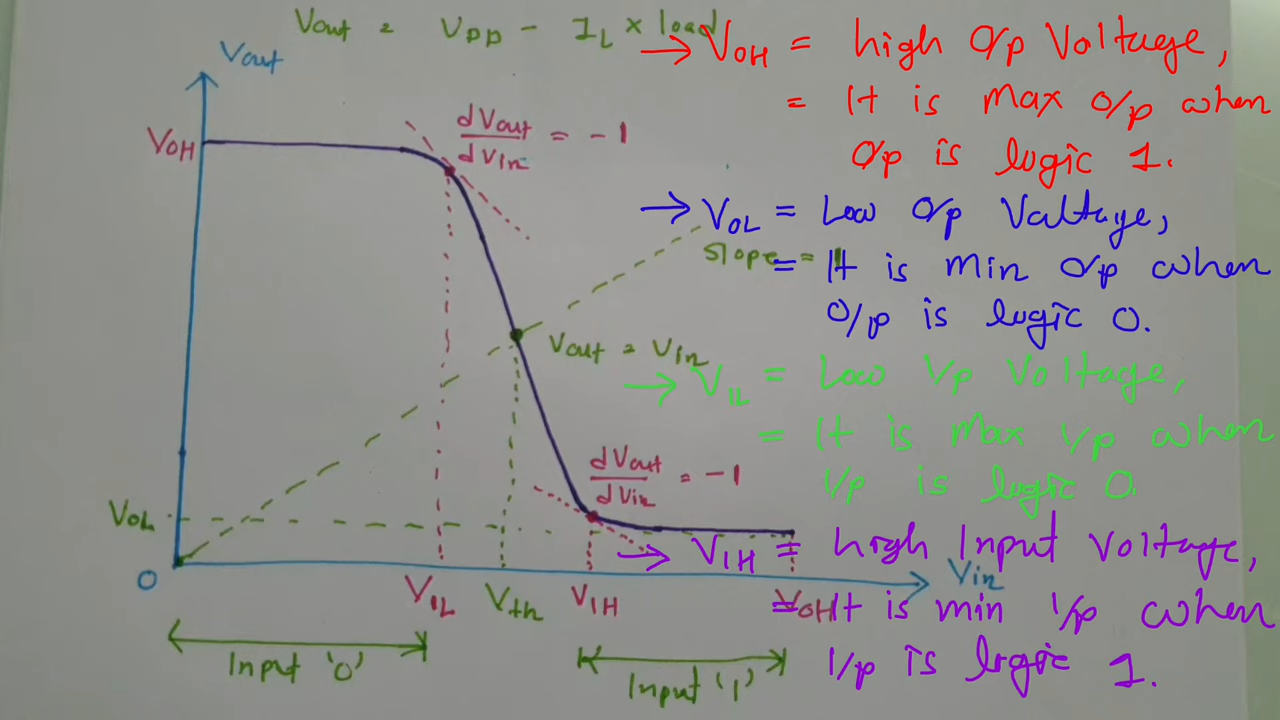 Vout = VDD - IL × load
→ VOH = high O/p Voltage,
= It is max O/p when
O/p is logic 1.
Vout
VOH
dVout/dVin = -1
→ VOL = Low O/p Valtage,
= It is min O/p when
O/p is logic 0.
slope =
Vout = Vin
→ VIL = Low I/p Voltage,
= It is max I/p when
I/p is logic 0.
dVout/dVin = -1
VOL
→ VIH = high Input Voltage,
= It is min I/p when
I/p is logic 1.
0
Vin
VIL Vth VIH VOH
Input '0'
Input '1'